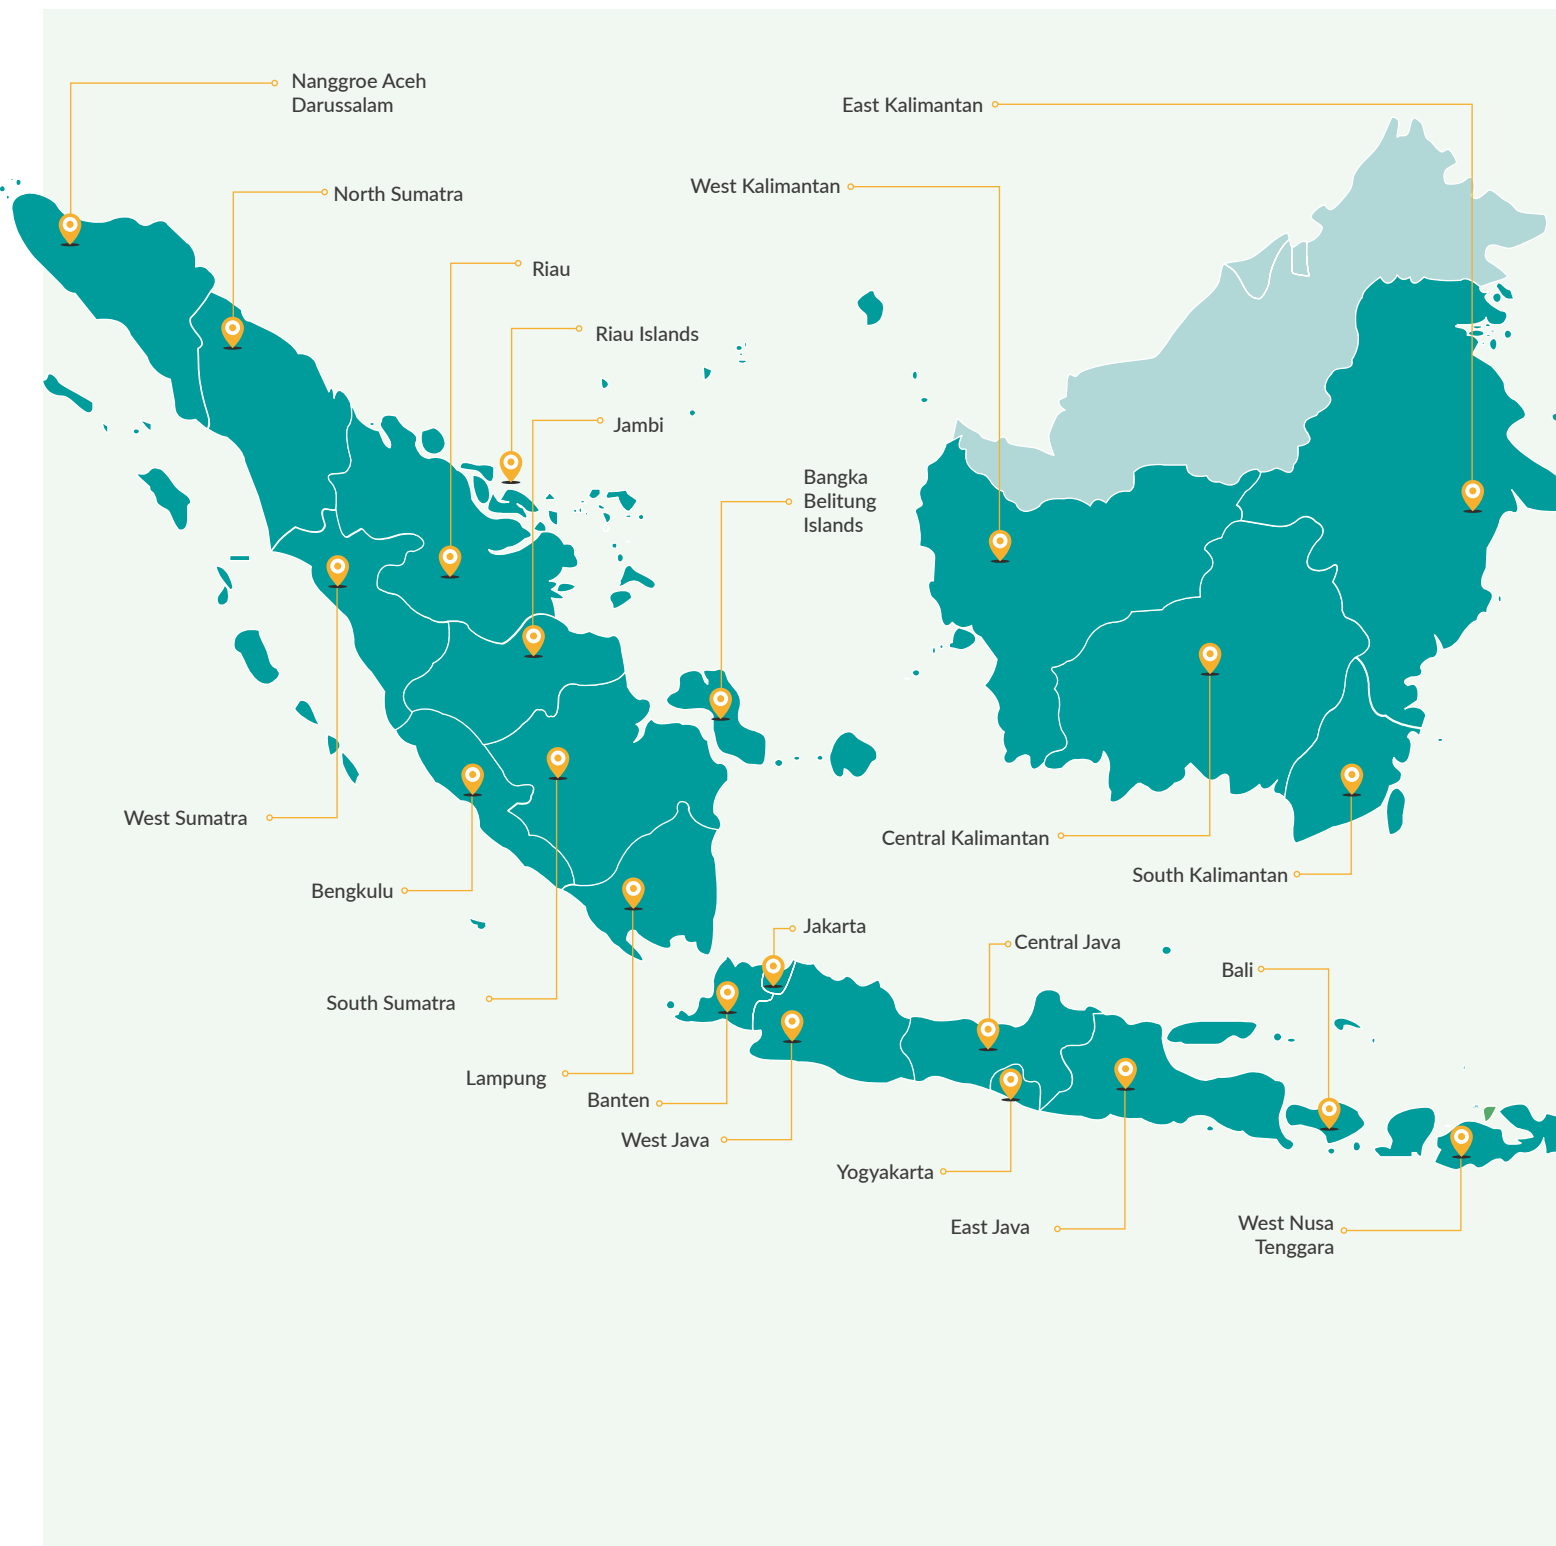 Nanggroe Aceh
Darussalam
East Kalimantan
West Kalimantan
North Sumatra
Riau
Riau Islands
Jambi
Bangka
Belitung
Islands
West Sumatra
Central Kalimantan
South Kalimantan
Bengkulu
Jakarta
Central Java
Bali
South Sumatra
Lampung
Banten
West Java
Yogyakarta
East Java
West Nusa
Tenggara